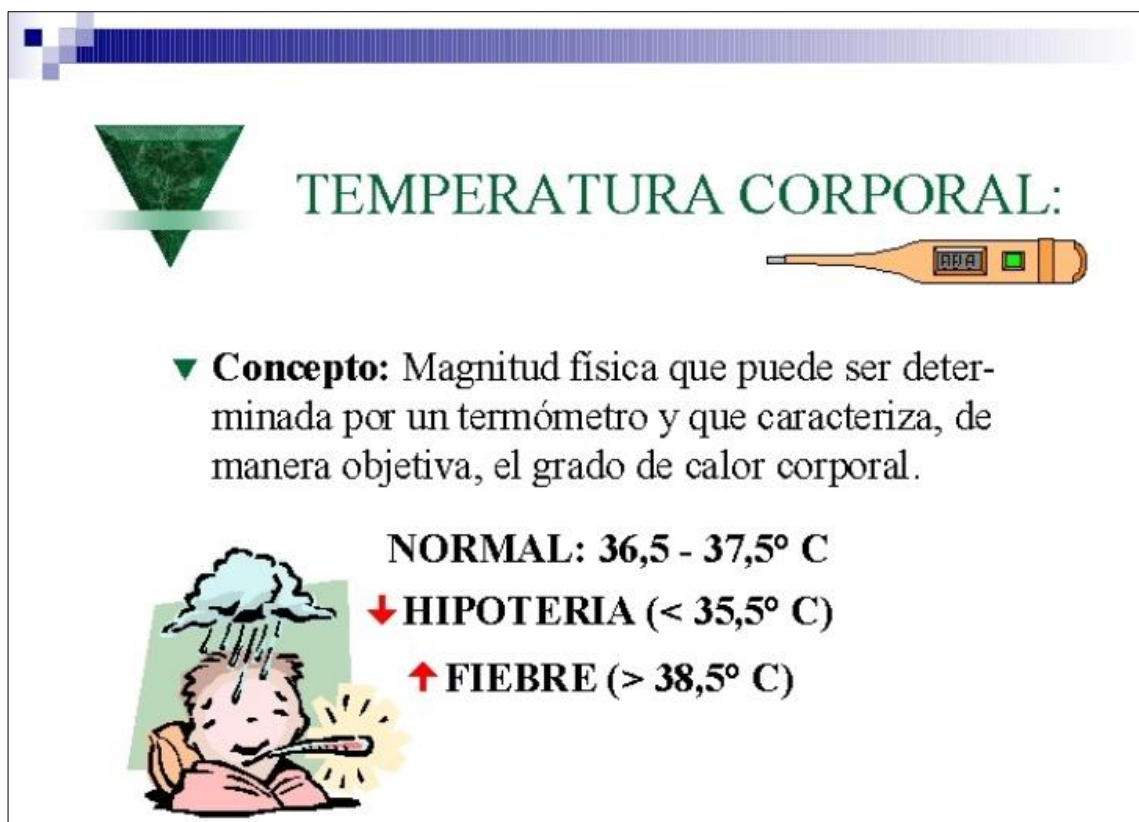 TEMPERATURA CORPORAL:
Concepto: Magnitud física que puede ser deter-
minada por un termómetro y que caracteriza, de
manera objetiva, el grado de calor corporal.
NORMAL: 36,5 - 37,5° C
HIPOTERIA (< 35,5° C)
FIEBRE (> 38,5° C)